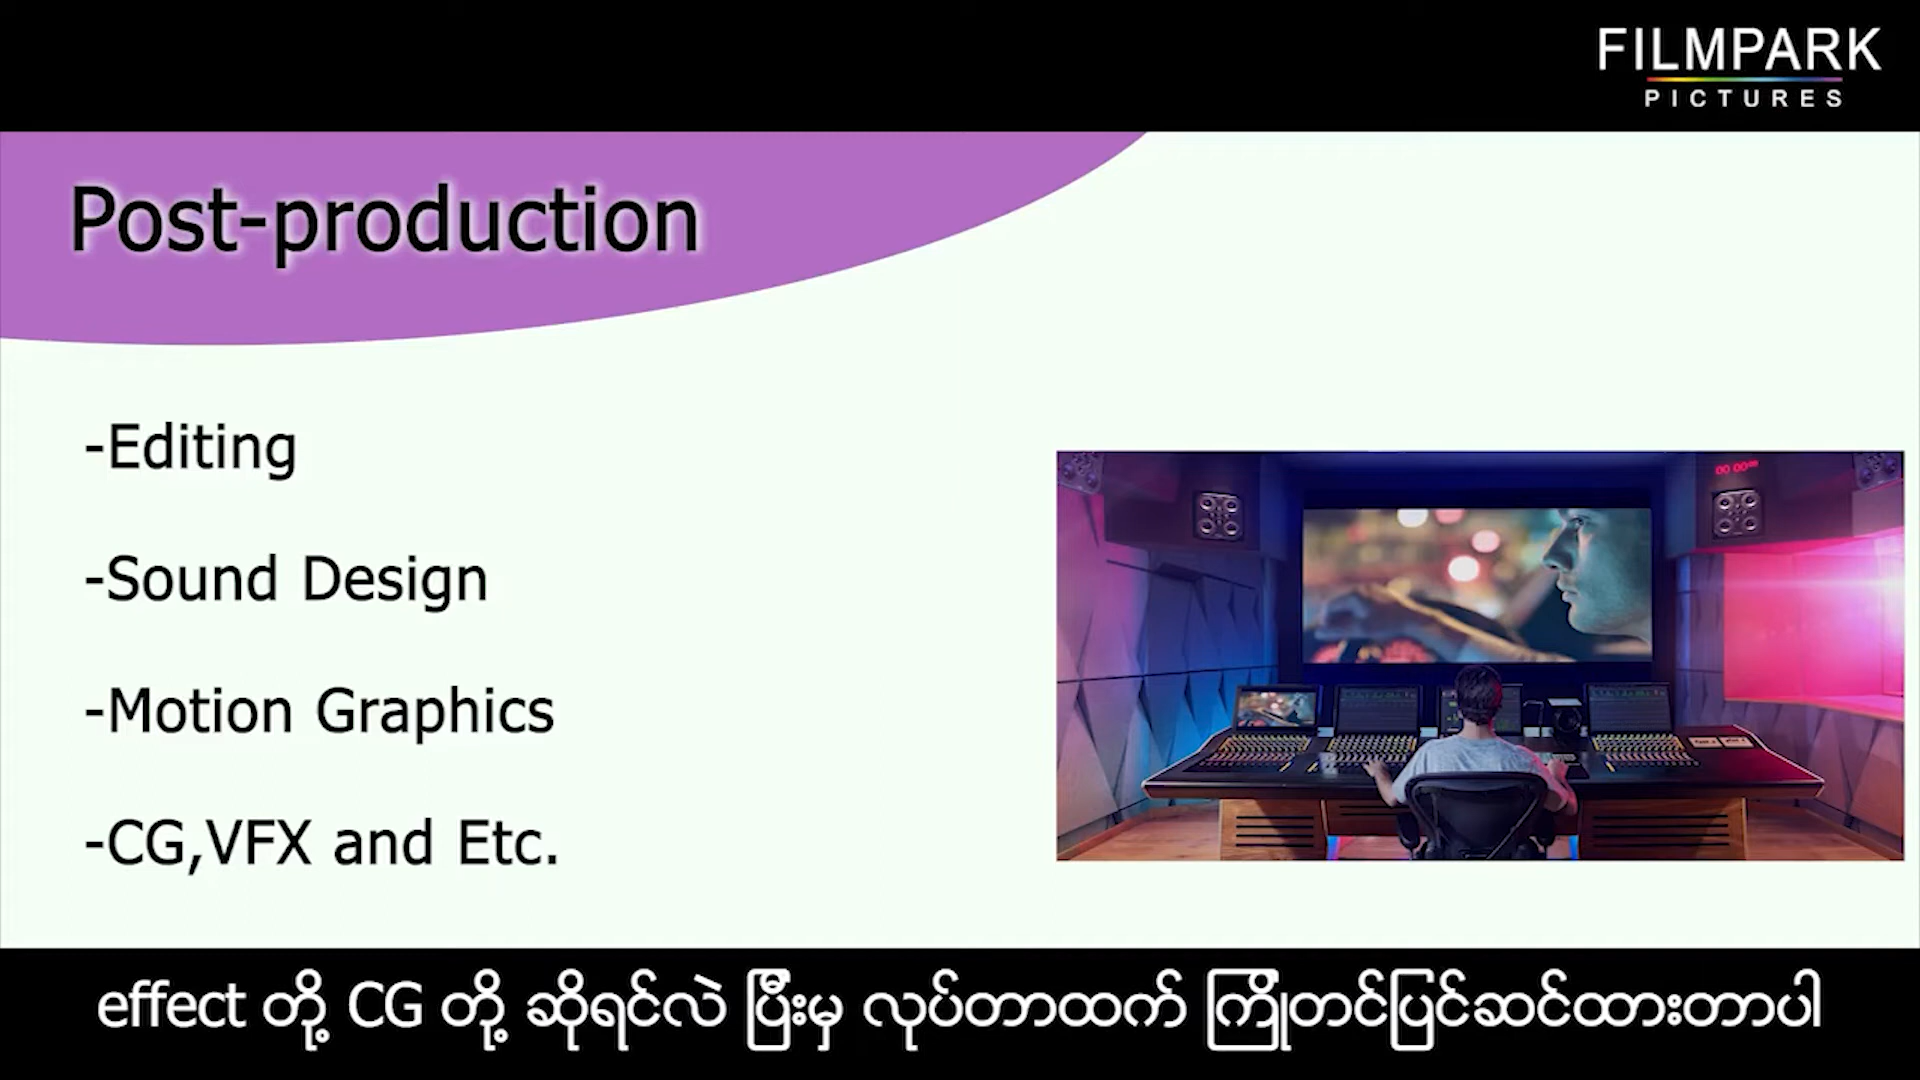 FILMPARK
PICTURES
Post-production
-Editing
-Sound Design
-Motion Graphics
-CG,VFX and Etc.
effect တို့ CG တို့ ဆိုရင်လဲ ပြီးမှ လုပ်တာထက် ကြိုတင်ပြင်ဆင်ထားတာပါ